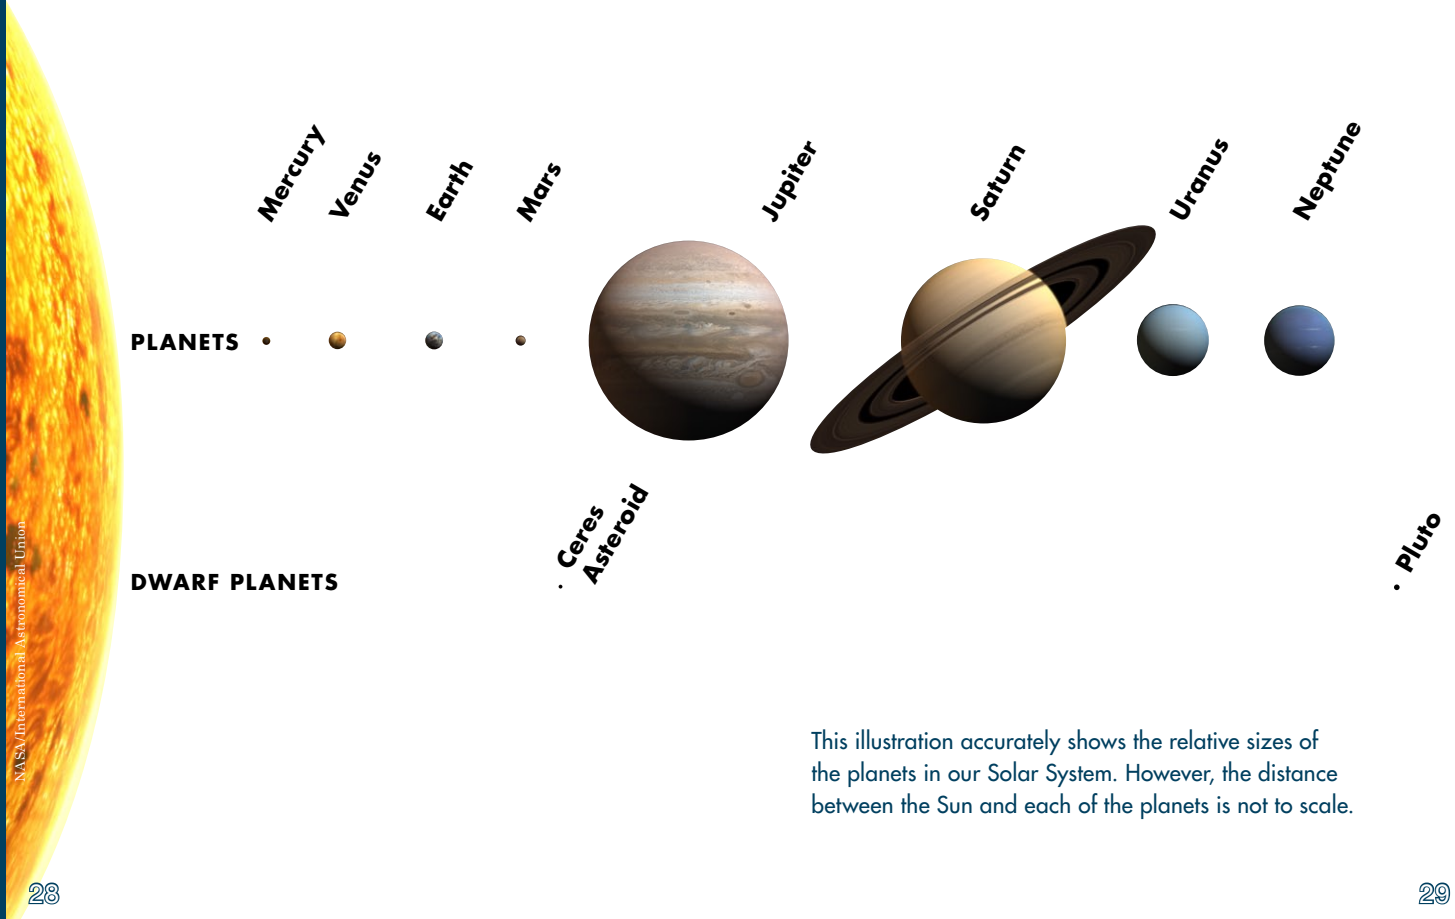 Mercury
Venus
Earth
Mars
Jupiter
Saturn
Uranus
Neptune
PLANETS
Ceres
Asteroid
Pluto
DWARF PLANETS
NASA/International Astronomical Union
This illustration accurately shows the relative sizes of
the planets in our Solar System. However, the distance
between the Sun and each of the planets is not to scale.
28
29